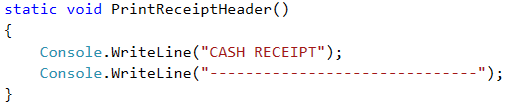 static void PrintReceiptHeader()
{
    Console.WriteLine("CASH RECEIPT");
    Console.WriteLine("------------------------------");
}